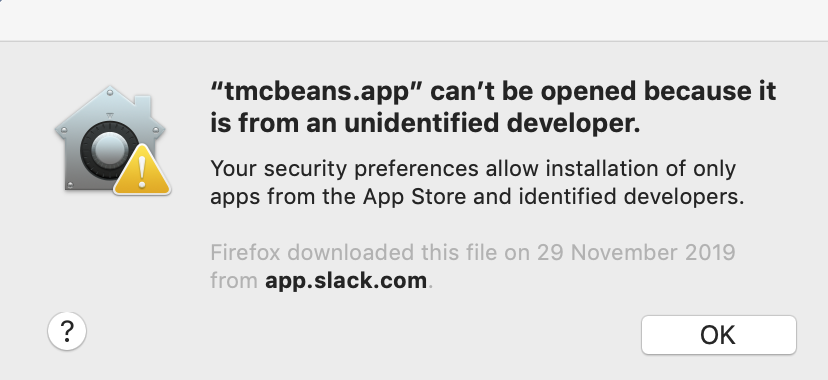 “tmcbeans.app” can’t be opened because it
is from an unidentified developer.
Your security preferences allow installation of only
apps from the App Store and identified developers.
Firefox downloaded this file on 29 November 2019
from app.slack.com.
?
OK